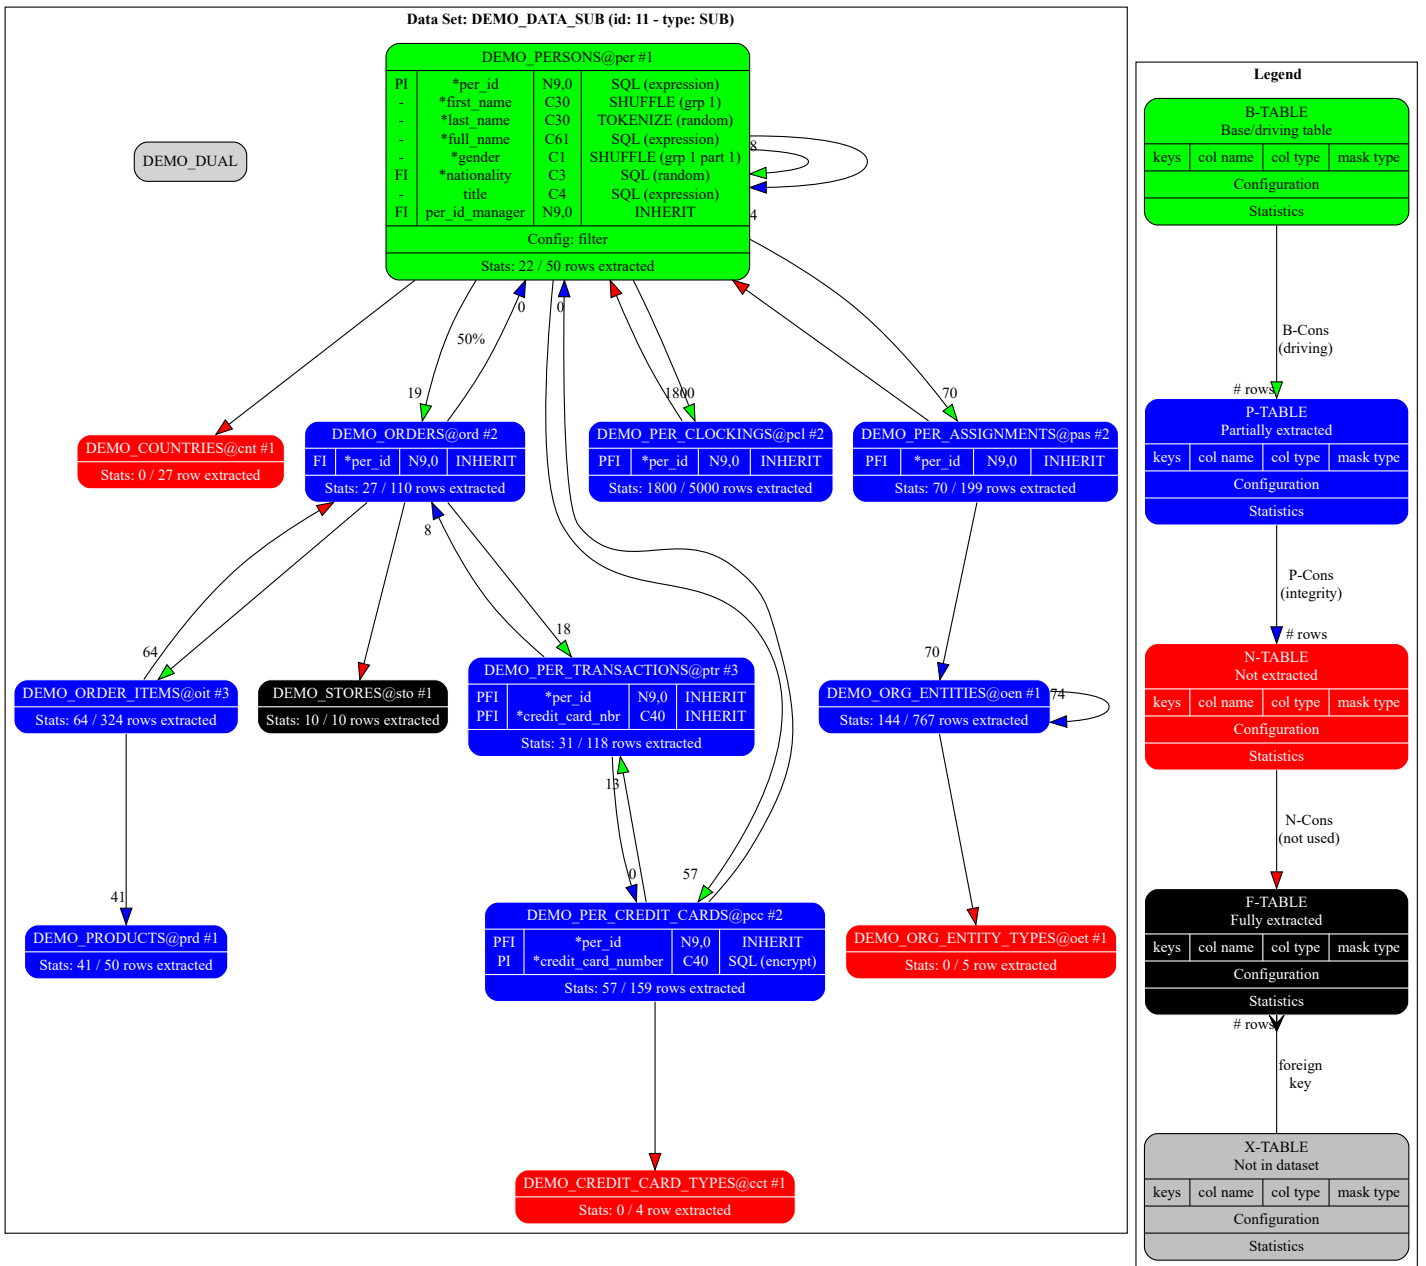 Data Set: DEMO_DATA_SUB (id: 11 - type: SUB)
DEMO_PERSONS@per #1
PI *per_id N9,0 SQL (expression)
- *first_name C30 SHUFFLE (grp 1)
- *last_name C30 TOKENIZE (random)
- *full_name C61 SQL (expression)
- *gender C1 SHUFFLE (grp 1 part 1)
FI *nationality C3 SQL (random)
- title C4 SQL (expression)
FI per_id_manager N9,0 INHERIT
Config: filter
Stats: 22 / 50 rows extracted
8
4
DEMO_DUAL
0
0
50%
19
1800
70
DEMO_COUNTRIES@cnt #1
Stats: 0 / 27 row extracted
DEMO_ORDERS@ord #2
FI *per_id N9,0 INHERIT
Stats: 27 / 110 rows extracted
DEMO_PER_CLOCKINGS@pcl #2
PFI *per_id N9,0 INHERIT
Stats: 1800 / 5000 rows extracted
DEMO_PER_ASSIGNMENTS@pas #2
PFI *per_id N9,0 INHERIT
Stats: 70 / 199 rows extracted
8
18
64
70
DEMO_ORDER_ITEMS@oit #3
Stats: 64 / 324 rows extracted
DEMO_STORES@sto #1
Stats: 10 / 10 rows extracted
DEMO_PER_TRANSACTIONS@ptr #3
PFI *per_id N9,0 INHERIT
PFI *credit_card_nbr C40 INHERIT
Stats: 31 / 118 rows extracted
DEMO_ORG_ENTITIES@oen #1
Stats: 144 / 767 rows extracted
74
13
0
57
41
DEMO_PRODUCTS@prd #1
Stats: 41 / 50 rows extracted
DEMO_PER_CREDIT_CARDS@pcc #2
PFI *per_id N9,0 INHERIT
PI *credit_card_number C40 SQL (encrypt)
Stats: 57 / 159 rows extracted
DEMO_ORG_ENTITY_TYPES@oet #1
Stats: 0 / 5 row extracted
DEMO_CREDIT_CARD_TYPES@cct #1
Stats: 0 / 4 row extracted
Legend
B-TABLE
Base/driving table
keys col name col type mask type
Configuration
Statistics
B-Cons
(driving)
# rows
P-TABLE
Partially extracted
keys col name col type mask type
Configuration
Statistics
P-Cons
(integrity)
# rows
N-TABLE
Not extracted
keys col name col type mask type
Configuration
Statistics
N-Cons
(not used)
F-TABLE
Fully extracted
keys col name col type mask type
Configuration
Statistics
# rows
foreign
key
X-TABLE
Not in dataset
keys col name col type mask type
Configuration
Statistics